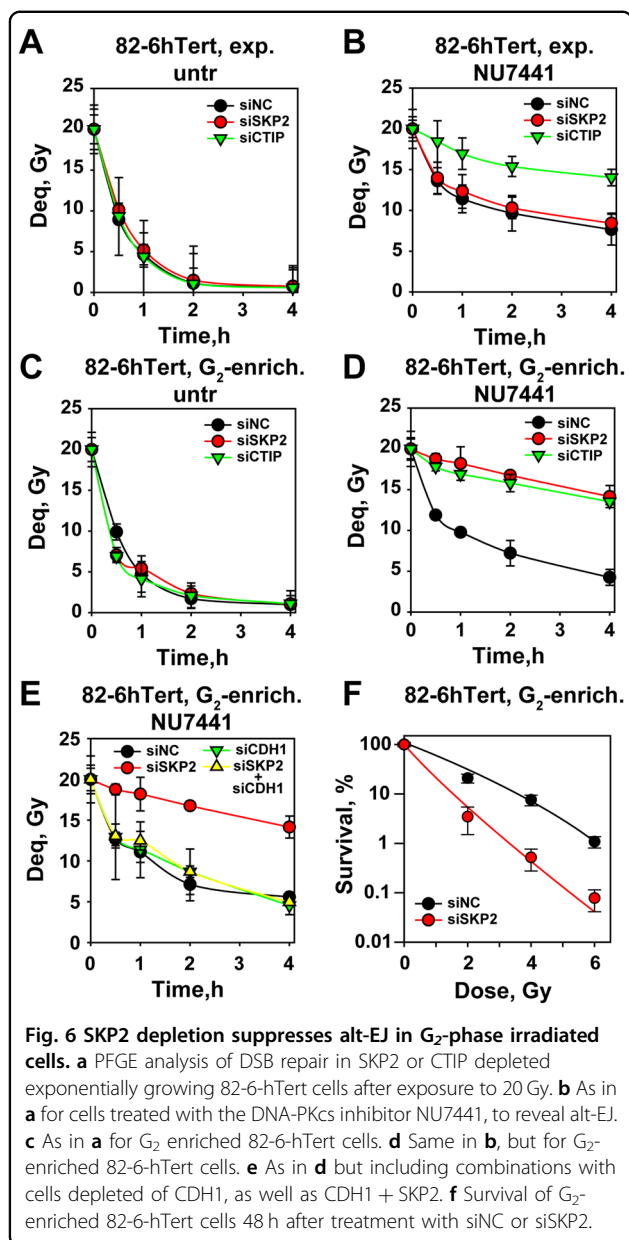 A
82-6hTert, exp.
untr
25
20
15
10
5
0
Deq, Gy
siNC
siSKP2
siCTIP
0 1 2 3 4
Time,h
B
82-6hTert, exp.
NU7441
25
20
15
10
5
0
Deq, Gy
siNC
siSKP2
siCTIP
0 1 2 3 4
Time,h
C
82-6hTert, G₂-enrich.
untr
25
20
15
10
5
0
Deq, Gy
siNC
siSKP2
siCTIP
0 1 2 3 4
Time,h
D
82-6hTert, G₂-enrich.
NU7441
25
20
15
10
5
0
Deq, Gy
siNC
siSKP2
siCTIP
0 1 2 3 4
Time,h
E
82-6hTert, G₂-enrich.
NU7441
25
20
15
10
5
0
Deq, Gy
siNC
siSKP2
siCDH1
siSKP2
+
siCDH1
0 1 2 3 4
Time,h
F
82-6hTert, G₂-enrich.
100
10
1
0.1
0.01
Survival, %
siNC
siSKP2
0 2 4 6
Dose, Gy
Fig. 6 SKP2 depletion suppresses alt-EJ in G₂-phase irradiated
cells. a PFGE analysis of DSB repair in SKP2 or CTIP depleted
exponentially growing 82-6-hTert cells after exposure to 20 Gy. b As in
a for cells treated with the DNA-PKcs inhibitor NU7441, to reveal alt-EJ.
c As in a for G₂ enriched 82-6-hTert cells. d Same in b, but for G₂-
enriched 82-6-hTert cells. e As in d but including combinations with
cells depleted of CDH1, as well as CDH1 + SKP2. f Survival of G₂-
enriched 82-6-hTert cells 48 h after treatment with siNC or siSKP2.